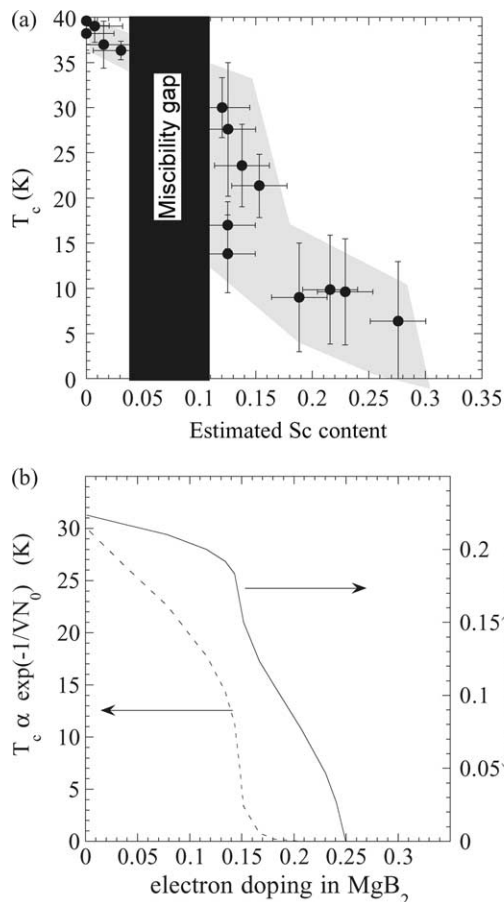 (a)
40
35
30
25
20
15
10
5
0
T_c (K)
Miscibility gap
0 0.05 0.1 0.15 0.2 0.25 0.3 0.35
Estimated Sc content
(b)
30
25
20
15
10
5
0
T_c α exp(-1/VN_0) (K)
0.2
0.15
0.1
0.05
0
0 0.05 0.1 0.15 0.2 0.25 0.3
electron doping in MgB_2